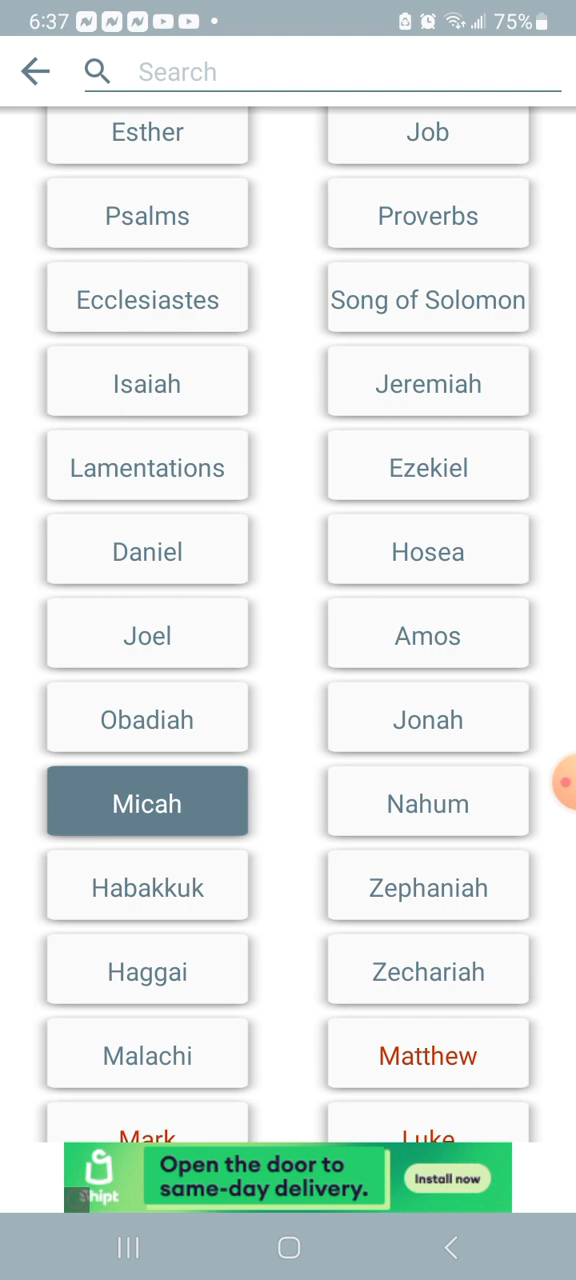 6:37 75%
Search
Esther Job
Psalms Proverbs
Ecclesiastes Song of Solomon
Isaiah Jeremiah
Lamentations Ezekiel
Daniel Hosea
Joel Amos
Obadiah Jonah
Micah Nahum
Habakkuk Zephaniah
Haggai Zechariah
Malachi Matthew
Mark Luke
Open the door to
same-day delivery.
Install now
shipt